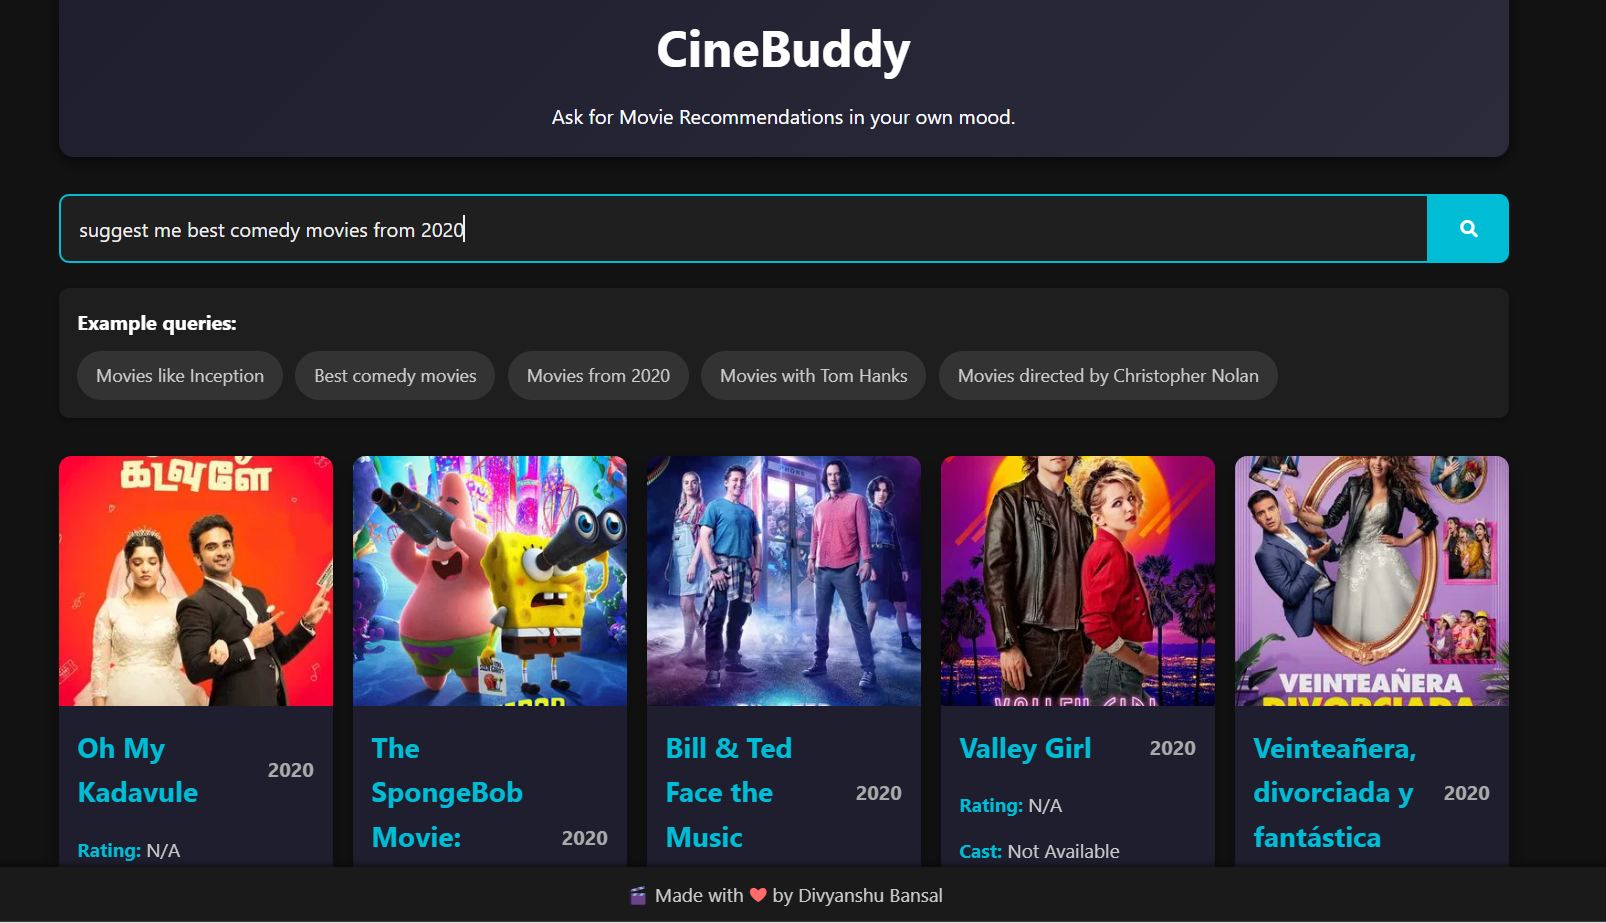 CineBuddy
Ask for Movie Recommendations in your own mood.
suggest me best comedy movies from 2020
Example queries:
Movies like Inception
Best comedy movies
Movies from 2020
Movies with Tom Hanks
Movies directed by Christopher Nolan
கடவுளே
VALLEY GIRL
VEINTEAÑERA
DIVORCIADA
Oh My
Kadavule
2020
Rating: N/A
The
SpongeBob
Movie:
2020
Bill & Ted
Face the
Music
2020
Valley Girl
2020
Rating: N/A
Cast: Not Available
Veinteañera,
divorciada y
fantástica
2020
Made with ❤ by Divyanshu Bansal